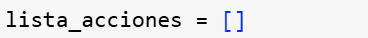 lista_acciones = []